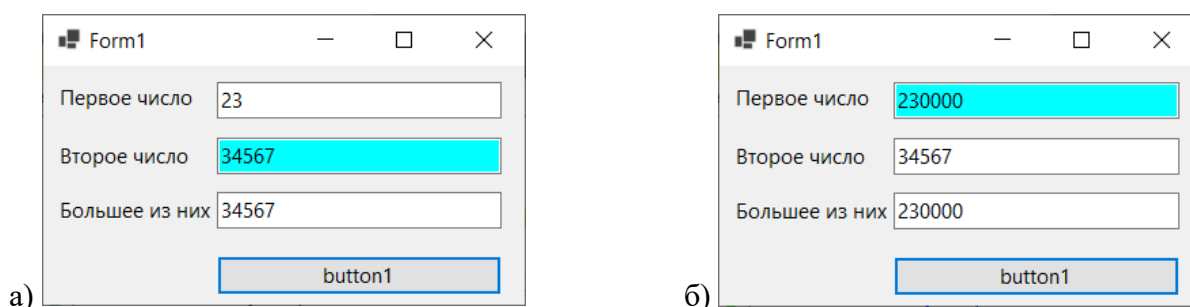 Form1
Первое число 23
Второе число 34567
Большее из них 34567
button1
а)
Form1
Первое число 230000
Второе число 34567
Большее из них 230000
button1
б)